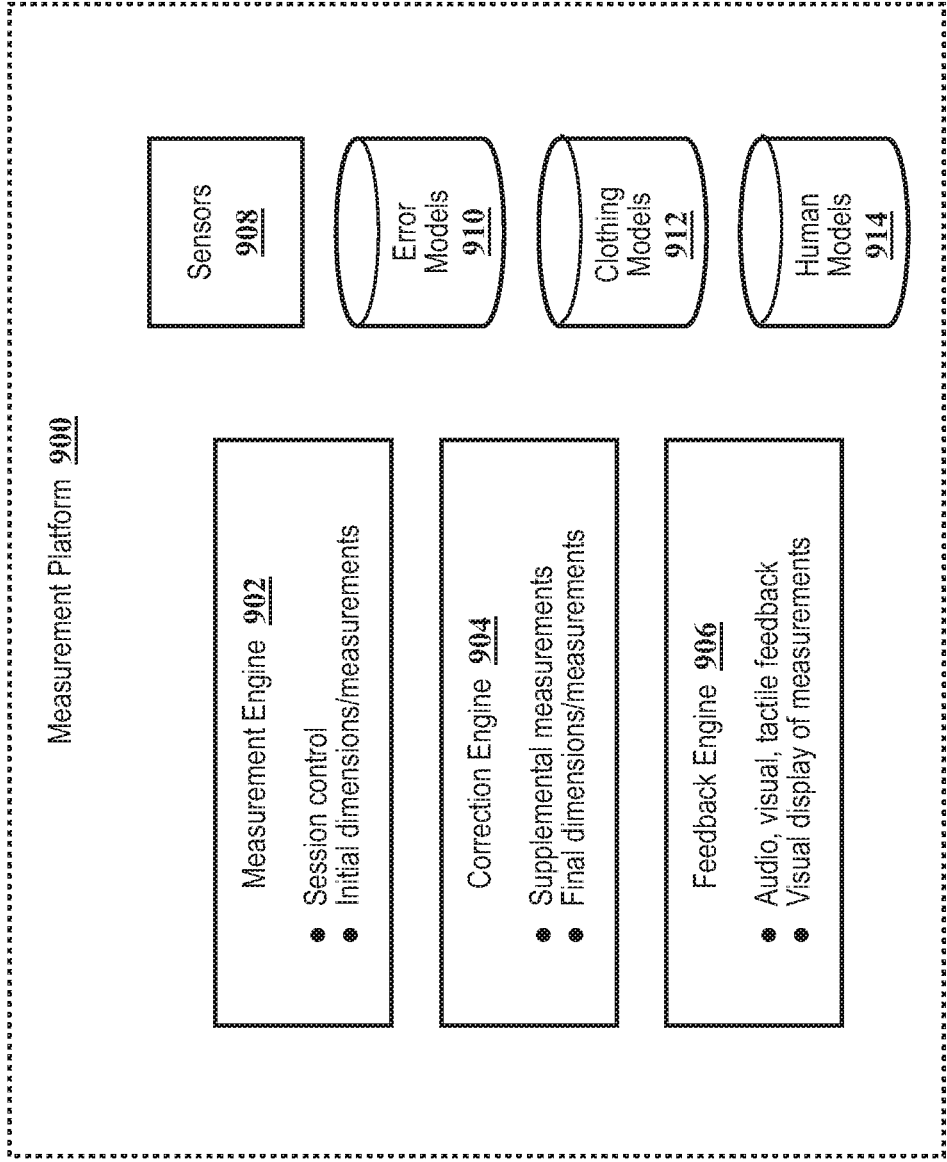 Measurement Platform 900
Measurement Engine 902
● Session control
● Initial dimensions/measurements
Correction Engine 904
● Supplemental measurements
● Final dimensions/measurements
Feedback Engine 906
● Audio, visual, tactile feedback
● Visual display of measurements
Sensors
908
Error
Models
910
Clothing
Models
912
Human
Models
914